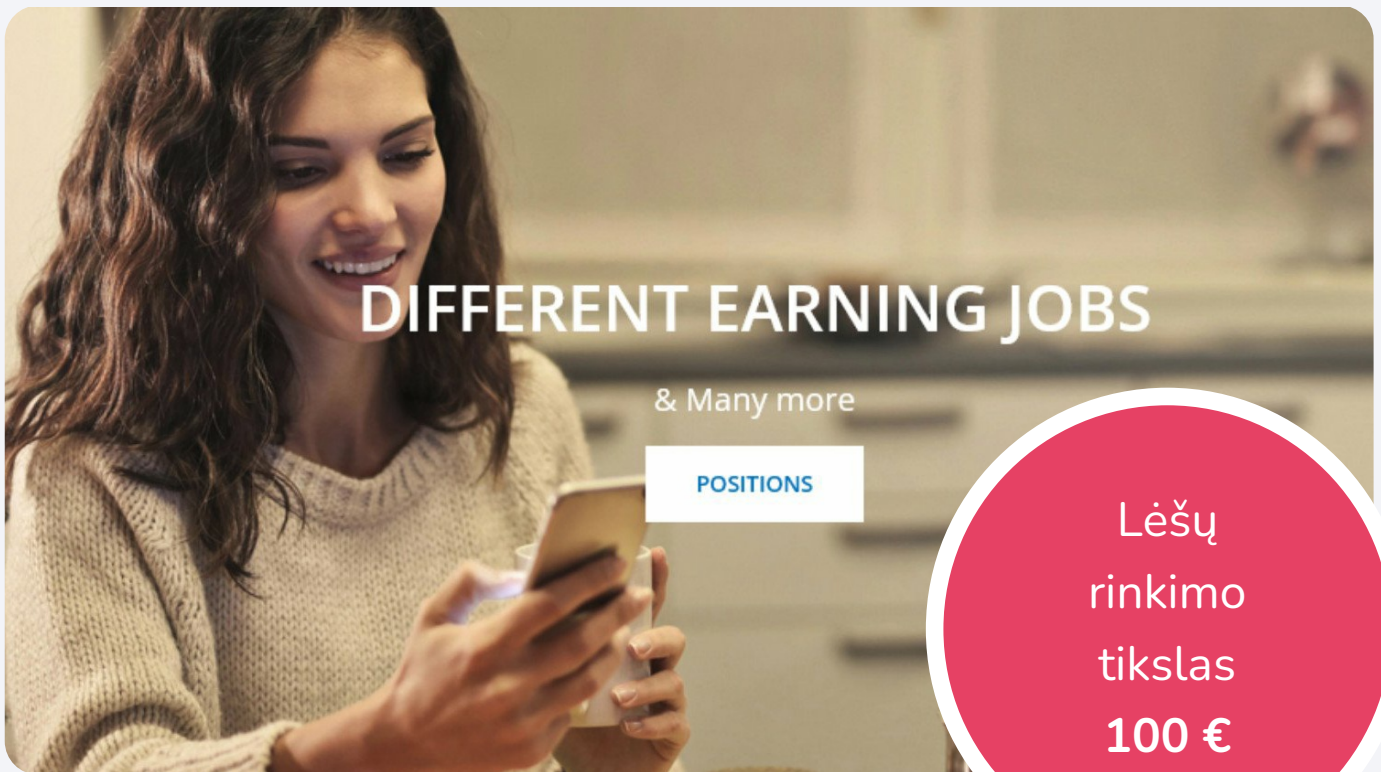 DIFFERENT EARNING JOBS
& Many more
POSITIONS
Lėšų
rinkimo
tikslas
100 €